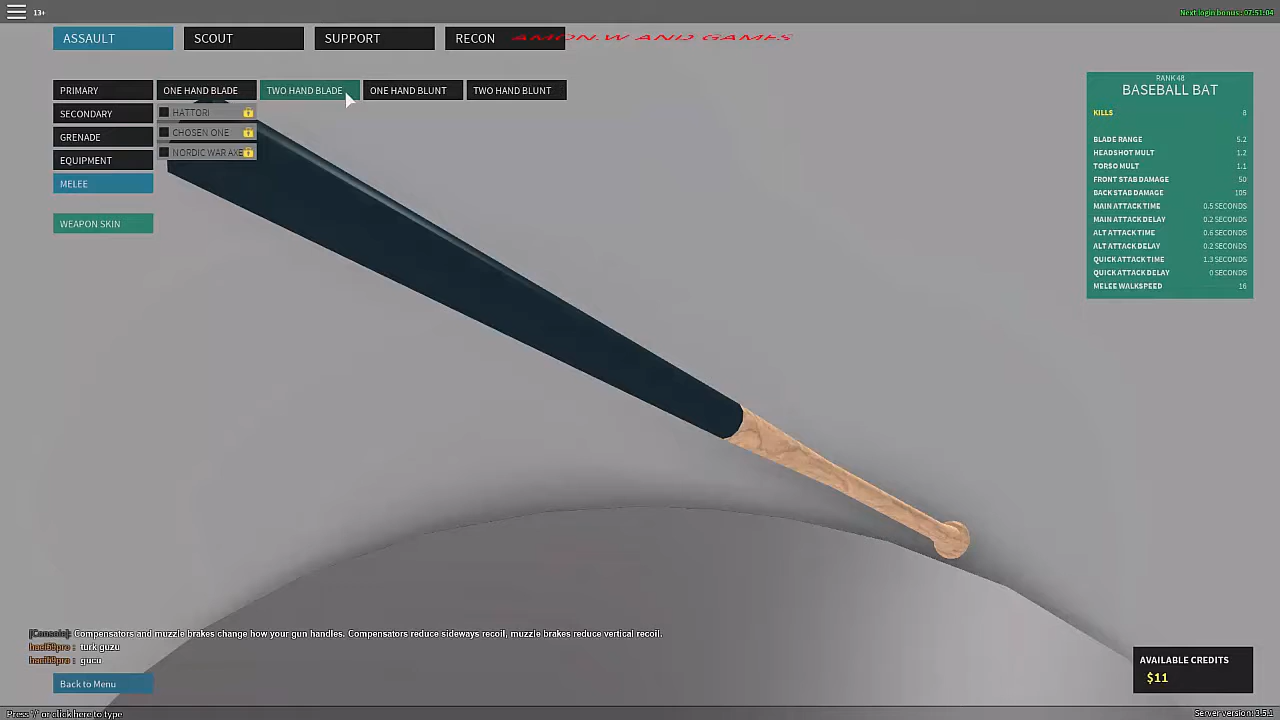 13+
Next login bonus: 07:51:04
ASSAULT
SCOUT
SUPPORT
RECON
AMON.W AND GAMES
PRIMARY
ONE HAND BLADE
TWO HAND BLADE
ONE HAND BLUNT
TWO HAND BLUNT
SECONDARY
HATTORI
GRENADE
CHOSEN ONE
EQUIPMENT
NORDIC WAR AXE
MELEE
WEAPON SKIN
RANK 48
BASEBALL BAT
KILLS 8
BLADE RANGE 5.2
HEADSHOT MULT 1.2
TORSO MULT 1.1
FRONT STAB DAMAGE 50
BACK STAB DAMAGE 105
MAIN ATTACK TIME 0.5 SECONDS
MAIN ATTACK DELAY 0.2 SECONDS
ALT ATTACK TIME 0.6 SECONDS
ALT ATTACK DELAY 0.2 SECONDS
QUICK ATTACK TIME 1.3 SECONDS
QUICK ATTACK DELAY 0 SECONDS
MELEE WALKSPEED 16
[Console]: Compensators and muzzle brakes change how your gun handles. Compensators reduce sideways recoil, muzzle brakes reduce vertical recoil.
: türk guzu
: gucu
Back to Menu
AVAILABLE CREDITS
$11
Press '/' or click here to type
Server version: 3.5.1